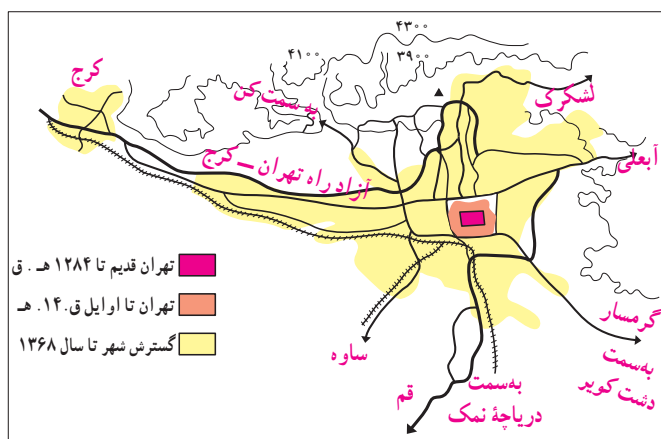 ۴۳۰۰
۴۱۰۰
۳۹۰۰
کرج
لشکرک
به سمت کن
آبعلی
آزادراه تهران – کرج
تهران قدیم تا ۱۲۸۴ هـ . ق
تهران تا اوایل ق.۱۴. هـ
گسترش شهر تا سال ۱۳۶۸
گرمسار
به‌سمت
دشت کویر
ساوه
قم
به‌سمت
دریاچهٔ نمک